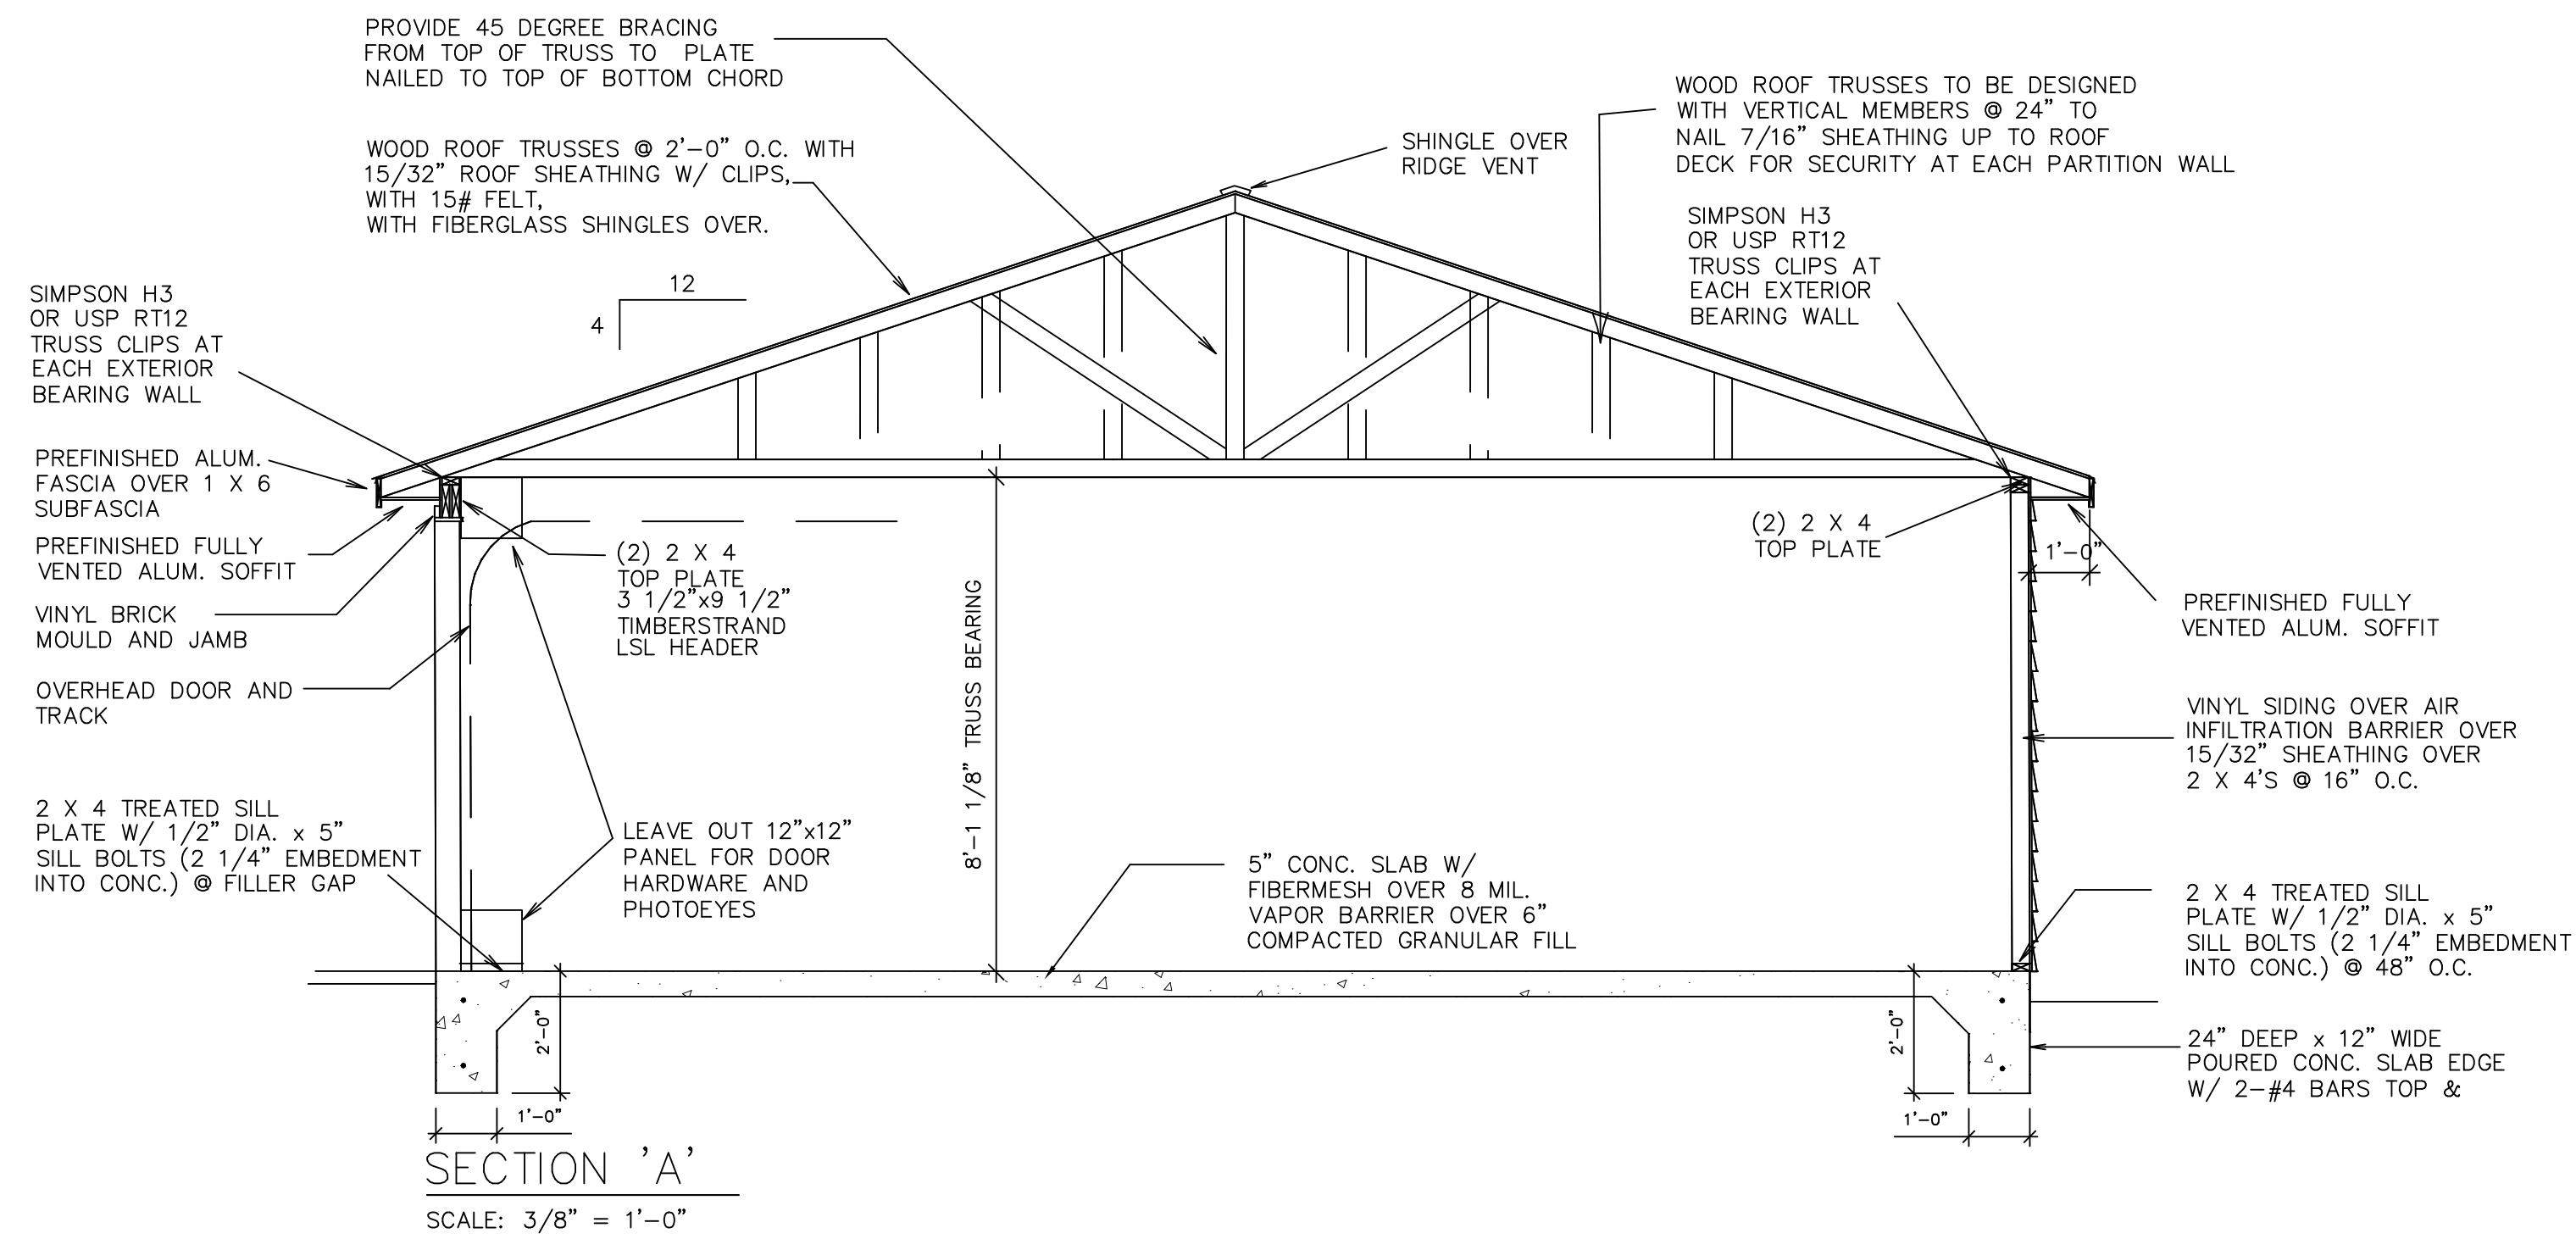 PROVIDE 45 DEGREE BRACING
FROM TOP OF TRUSS TO PLATE
NAILED TO TOP OF BOTTOM CHORD
WOOD ROOF TRUSSES @ 2'-0" O.C. WITH
15/32" ROOF SHEATHING W/ CLIPS,
WITH 15# FELT,
WITH FIBERGLASS SHINGLES OVER.
SHINGLE OVER
RIDGE VENT
WOOD ROOF TRUSSES TO BE DESIGNED
WITH VERTICAL MEMBERS @ 24" TO
NAIL 7/16" SHEATHING UP TO ROOF
DECK FOR SECURITY AT EACH PARTITION WALL
SIMPSON H3
OR USP RT12
TRUSS CLIPS AT
EACH EXTERIOR
BEARING WALL
12
4
SIMPSON H3
OR USP RT12
TRUSS CLIPS AT
EACH EXTERIOR
BEARING WALL
PREFINISHED ALUM.
FASCIA OVER 1 X 6
SUBFASCIA
PREFINISHED FULLY
VENTED ALUM. SOFFIT
VINYL BRICK
MOULD AND JAMB
OVERHEAD DOOR AND
TRACK
2 X 4 TREATED SILL
PLATE W/ 1/2" DIA. x 5"
SILL BOLTS (2 1/4" EMBEDMENT
INTO CONC.) @ FILLER GAP
(2) 2 X 4
TOP PLATE
3 1/2"x9 1/2"
TIMBERSTRAND
LSL HEADER
LEAVE OUT 12"x12"
PANEL FOR DOOR
HARDWARE AND
PHOTOEYES
8'-1 1/8" TRUSS BEARING
5" CONC. SLAB W/
FIBERMESH OVER 8 MIL.
VAPOR BARRIER OVER 6"
COMPACTED GRANULAR FILL
(2) 2 X 4
TOP PLATE
1'-0"
PREFINISHED FULLY
VENTED ALUM. SOFFIT
VINYL SIDING OVER AIR
INFILTRATION BARRIER OVER
15/32" SHEATHING OVER
2 X 4'S @ 16" O.C.
2 X 4 TREATED SILL
PLATE W/ 1/2" DIA. x 5"
SILL BOLTS (2 1/4" EMBEDMENT
INTO CONC.) @ 48" O.C.
24" DEEP x 12" WIDE
POURED CONC. SLAB EDGE
W/ 2-#4 BARS TOP &
2'-0"
1'-0"
2'-0"
1'-0"
SECTION 'A'
SCALE: 3/8" = 1'-0"